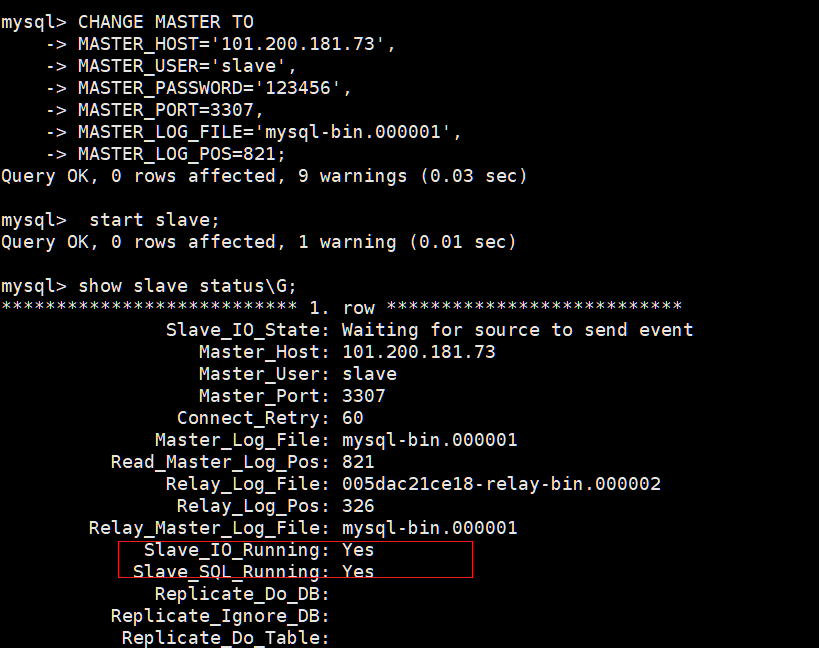 mysql> CHANGE MASTER TO
    -> MASTER_HOST='101.200.181.73',
    -> MASTER_USER='slave',
    -> MASTER_PASSWORD='123456',
    -> MASTER_PORT=3307,
    -> MASTER_LOG_FILE='mysql-bin.000001',
    -> MASTER_LOG_POS=821;
Query OK, 0 rows affected, 9 warnings (0.03 sec)
mysql>  start slave;
Query OK, 0 rows affected, 1 warning (0.01 sec)
mysql> show slave status\G;
*************************** 1. row ***************************
               Slave_IO_State: Waiting for source to send event
                  Master_Host: 101.200.181.73
                  Master_User: slave
                  Master_Port: 3307
                Connect_Retry: 60
              Master_Log_File: mysql-bin.000001
          Read_Master_Log_Pos: 821
               Relay_Log_File: 005dac21ce18-relay-bin.000002
                Relay_Log_Pos: 326
        Relay_Master_Log_File: mysql-bin.000001
             Slave_IO_Running: Yes
            Slave_SQL_Running: Yes
              Replicate_Do_DB:
          Replicate_Ignore_DB:
           Replicate_Do_Table: